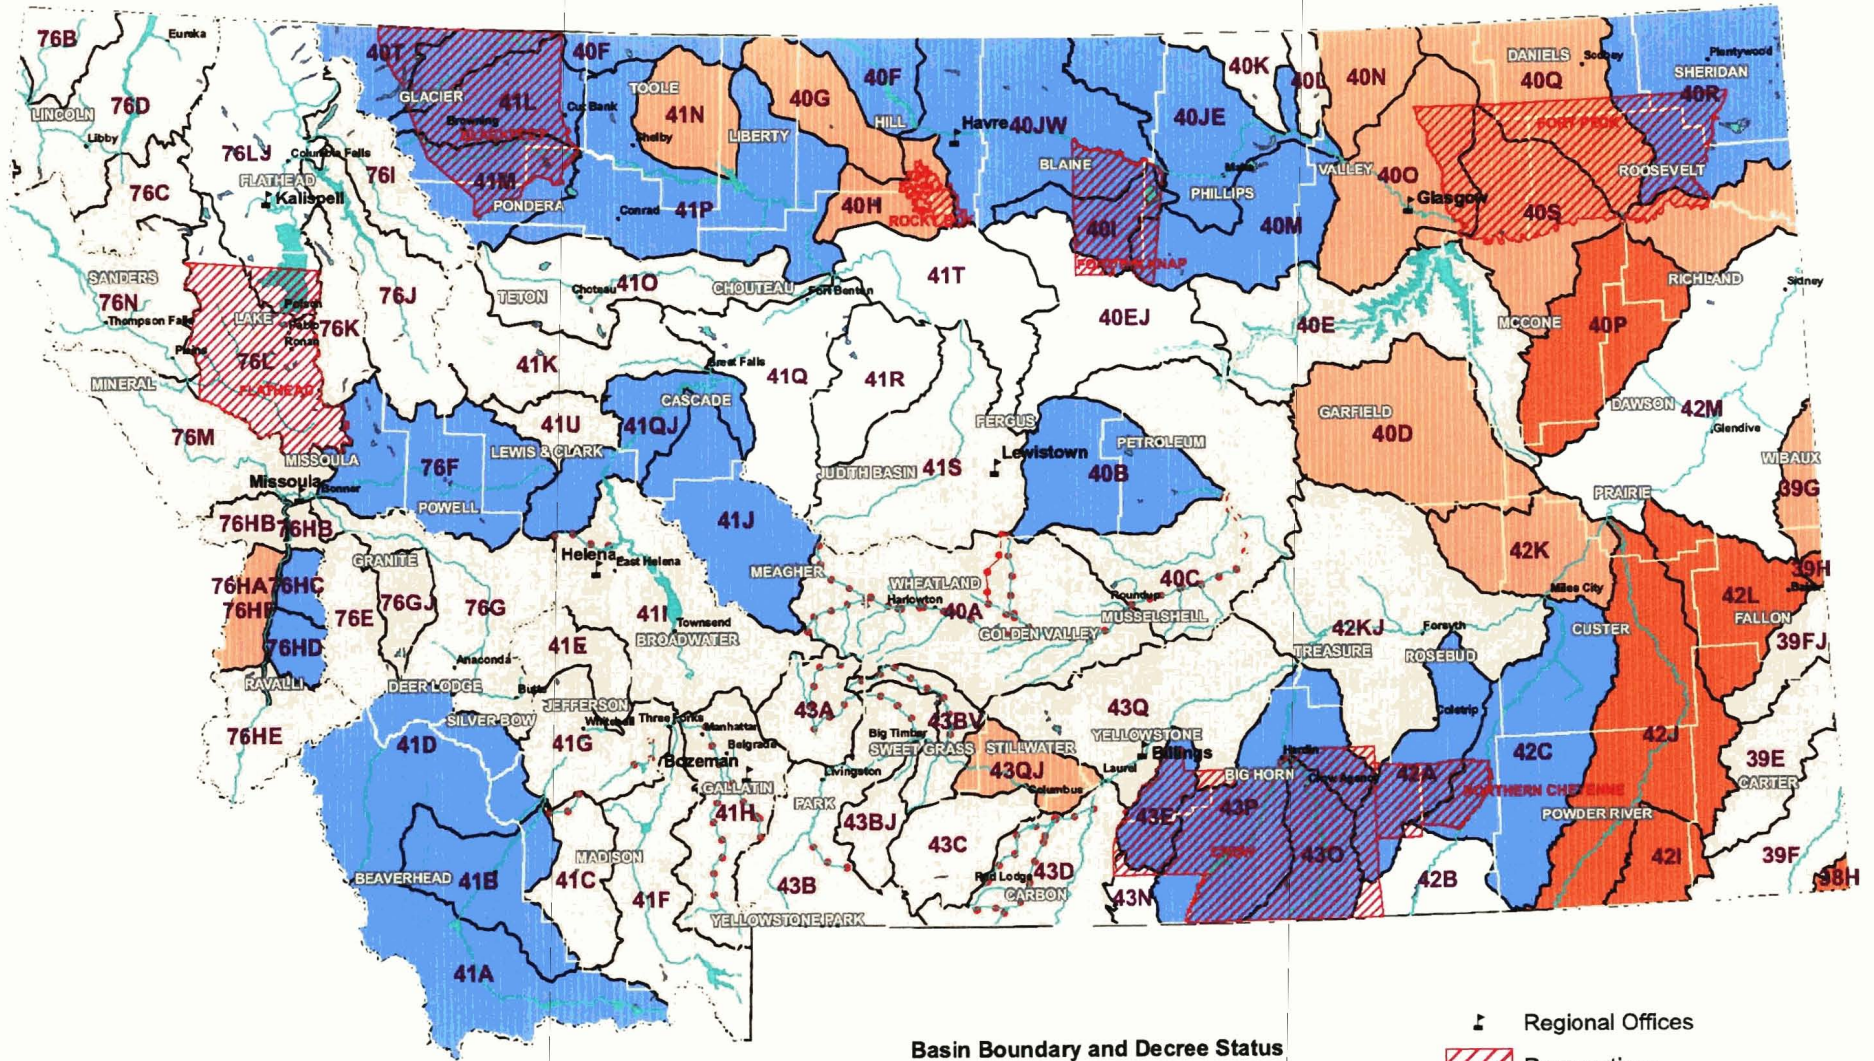 76B
Eureka
40T
40F
GLACIER
41L
Cut Bank
Browning
TOOLE
41N
Shelby
40G
LIBERTY
40F
HILL
Havre
40JW
BLAINE
40JE
Malta
PHILLIPS
40K
40N
DANIELS
Scobey
40Q
Plentywood
SHERIDAN
40R
FORT PECK
ROOSEVELT
LINCOLN
76D
Libby
76LJ
Columbia Falls
FLATHEAD
Kalispell
76I
76C
41M
PONDERA
Conrad
41P
40H
40I
40M
VALLEY
40O
Glasgow
40S
SANDERS
76N
Thompson Falls
Plains
LAKE
Polson
Pablo
Ronan
76L
FLATHEAD
76K
76J
TETON
Choteau
41O
CHOUTEAU
Fort Benton
41T
40EJ
40E
MCCONE
40P
RICHLAND
Sidney
MINERAL
76M
41K
Great Falls
41Q
41R
CASCADE
41U
41QJ
LEWIS & CLARK
MISSOULA
Missoula
Bonner
76F
POWELL
FERGUS
Lewistown
JUDITH BASIN
41S
PETROLEUM
40B
GARFIELD
40D
DAWSON
42M
Glendive
WIBAUX
39G
PRAIRIE
76HB
76HB
GRANITE
41J
Helena
East Helena
MEAGHER
WHEATLAND
Harlowton
40A
GOLDEN VALLEY
Roundup
MUSSELSHELL
40C
42K
Miles City
39H
Baker
42L
FALLON
39FJ
76HA
76HC
76HF
76HD
76E
76GJ
76G
41I
Townsend
BROADWATER
41E
RAVALLI
Anaconda
DEER LODGE
Butte
JEFFERSON
Whitehall
Three Forks
Manhattan
Belgrade
42KJ
TREASURE
Forsyth
ROSEBUD
CUSTER
76HE
SILVER BOW
41D
41G
Bozeman
GALLATIN
41H
43A
Big Timber
43BV
SWEET GRASS
STILLWATER
43QJ
Columbus
43Q
YELLOWSTONE
Billings
Laurel
Hardin
BIG HORN
Crow Agency
Colstrip
42A
NORTHERN CHEYENNE
42C
42J
POWDER RIVER
39E
CARTER
Livingston
PARK
43BJ
43C
43B
43E
43P
CROW
43O
MADISON
BEAVERHEAD
41B
41C
41F
YELLOWSTONE PARK
Red Lodge
43D
CARBON
43N
42B
42I
39F
41A
Regional Offices
Basin Boundary and Decree Status